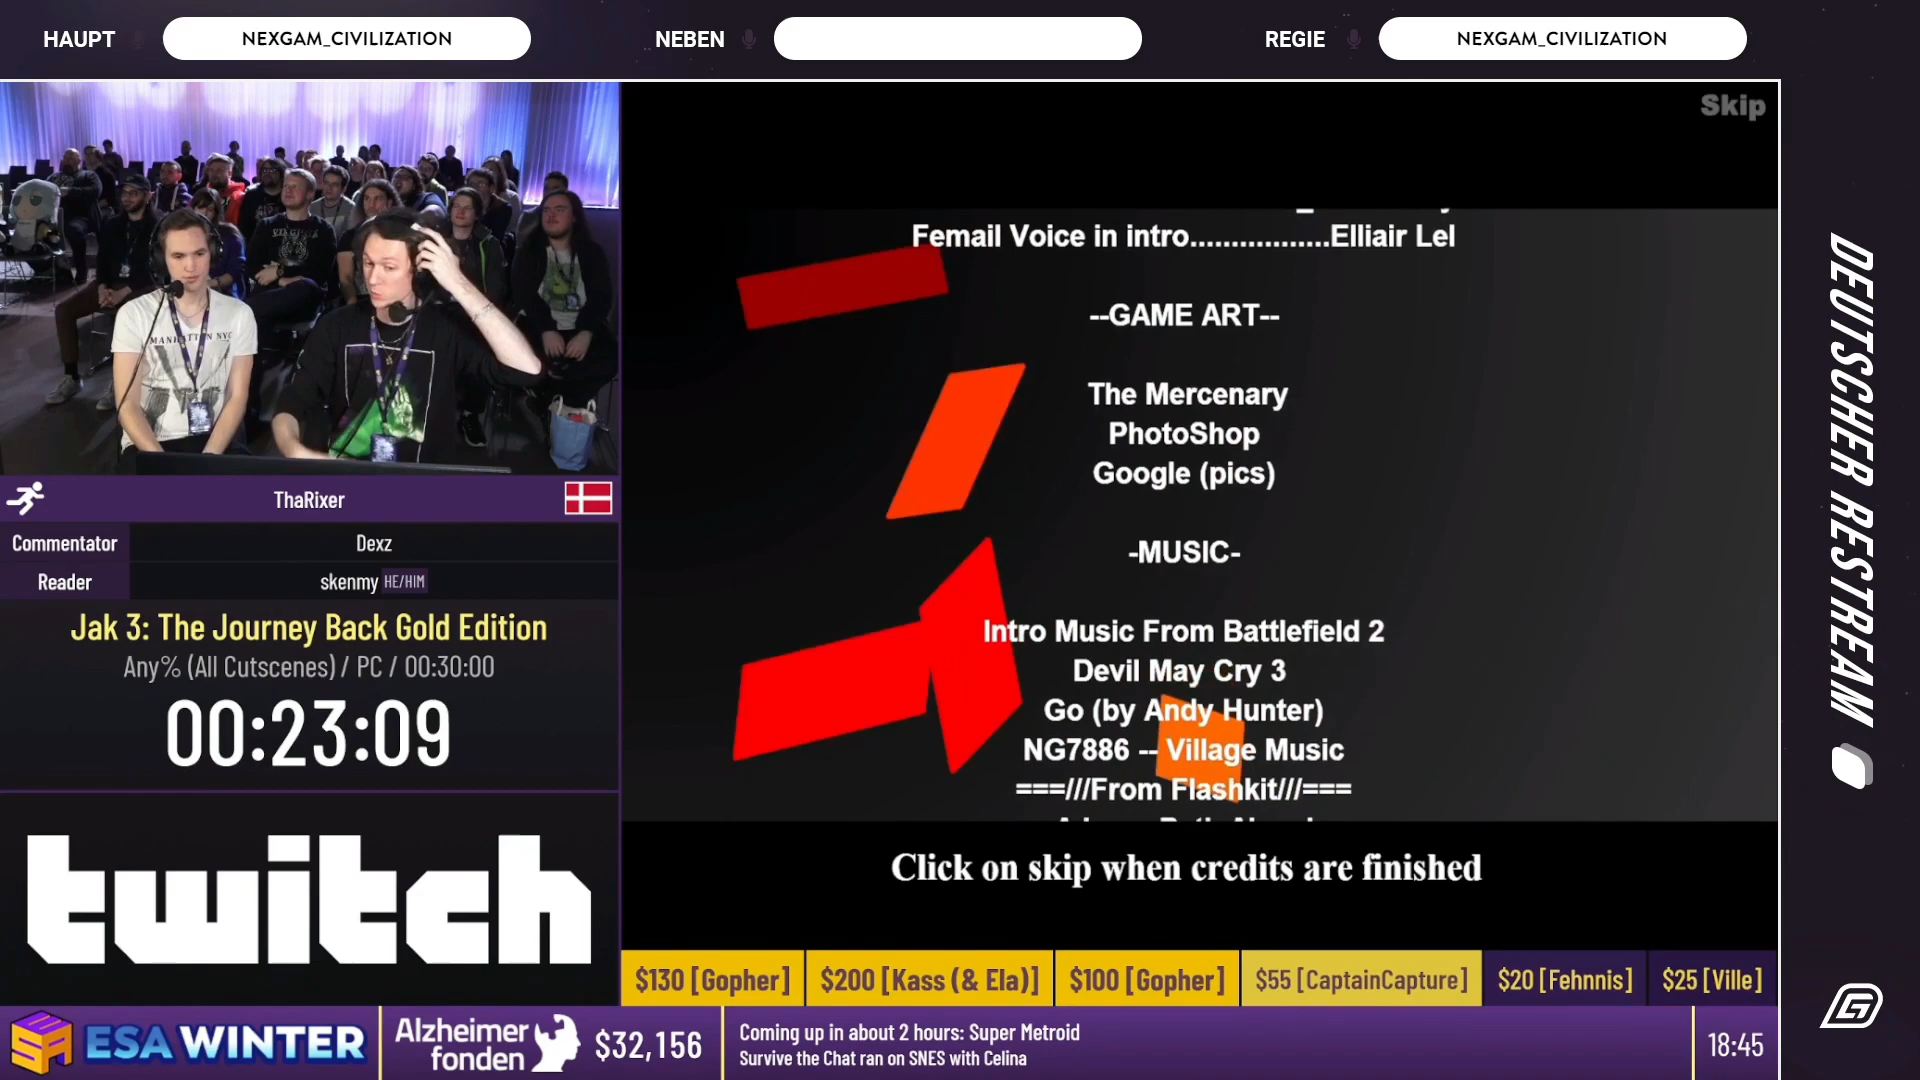 HAUPT NEXGAM_CIVILIZATION NEBEN REGIE NEXGAM_CIVILIZATION
Skip
Femail Voice in intro.................Elliair Lel
--GAME ART--
The Mercenary
PhotoShop
Google (pics)
-MUSIC-
Intro Music From Battlefield 2
Devil May Cry 3
Go (by Andy Hunter)
NG7886 -- Village Music
===///From Flashkit///===
Click on skip when credits are finished
MANHATTAN NYC
ThaRixer
Commentator Dexz
Reader skenmy HE/HIM
Jak 3: The Journey Back Gold Edition
Any% (All Cutscenes) / PC / 00:30:00
00:23:09
twitch
$130 [Gopher] $200 [Kass (& Ela)] $100 [Gopher] $55 [CaptainCapture] $20 [Fehnnis] $25 [Ville]
ESA WINTER
Alzheimer
fonden
$32,156
Coming up in about 2 hours: Super Metroid
Survive the Chat ran on SNES with Celina
18:45
DEUTSCHER RESTREAM